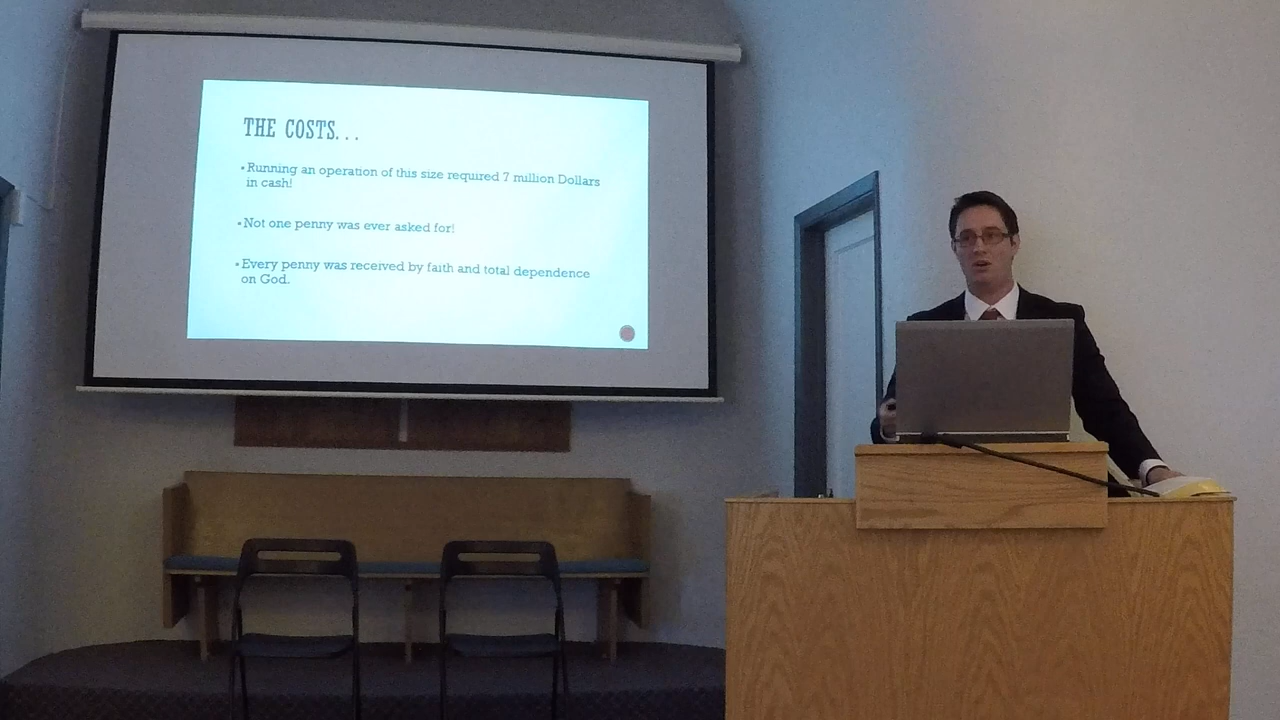 THE COSTS...
•Running an operation of this size required 7 million Dollars
in cash!
•Not one penny was ever asked for!
•Every penny was received by faith and total dependence
on God.